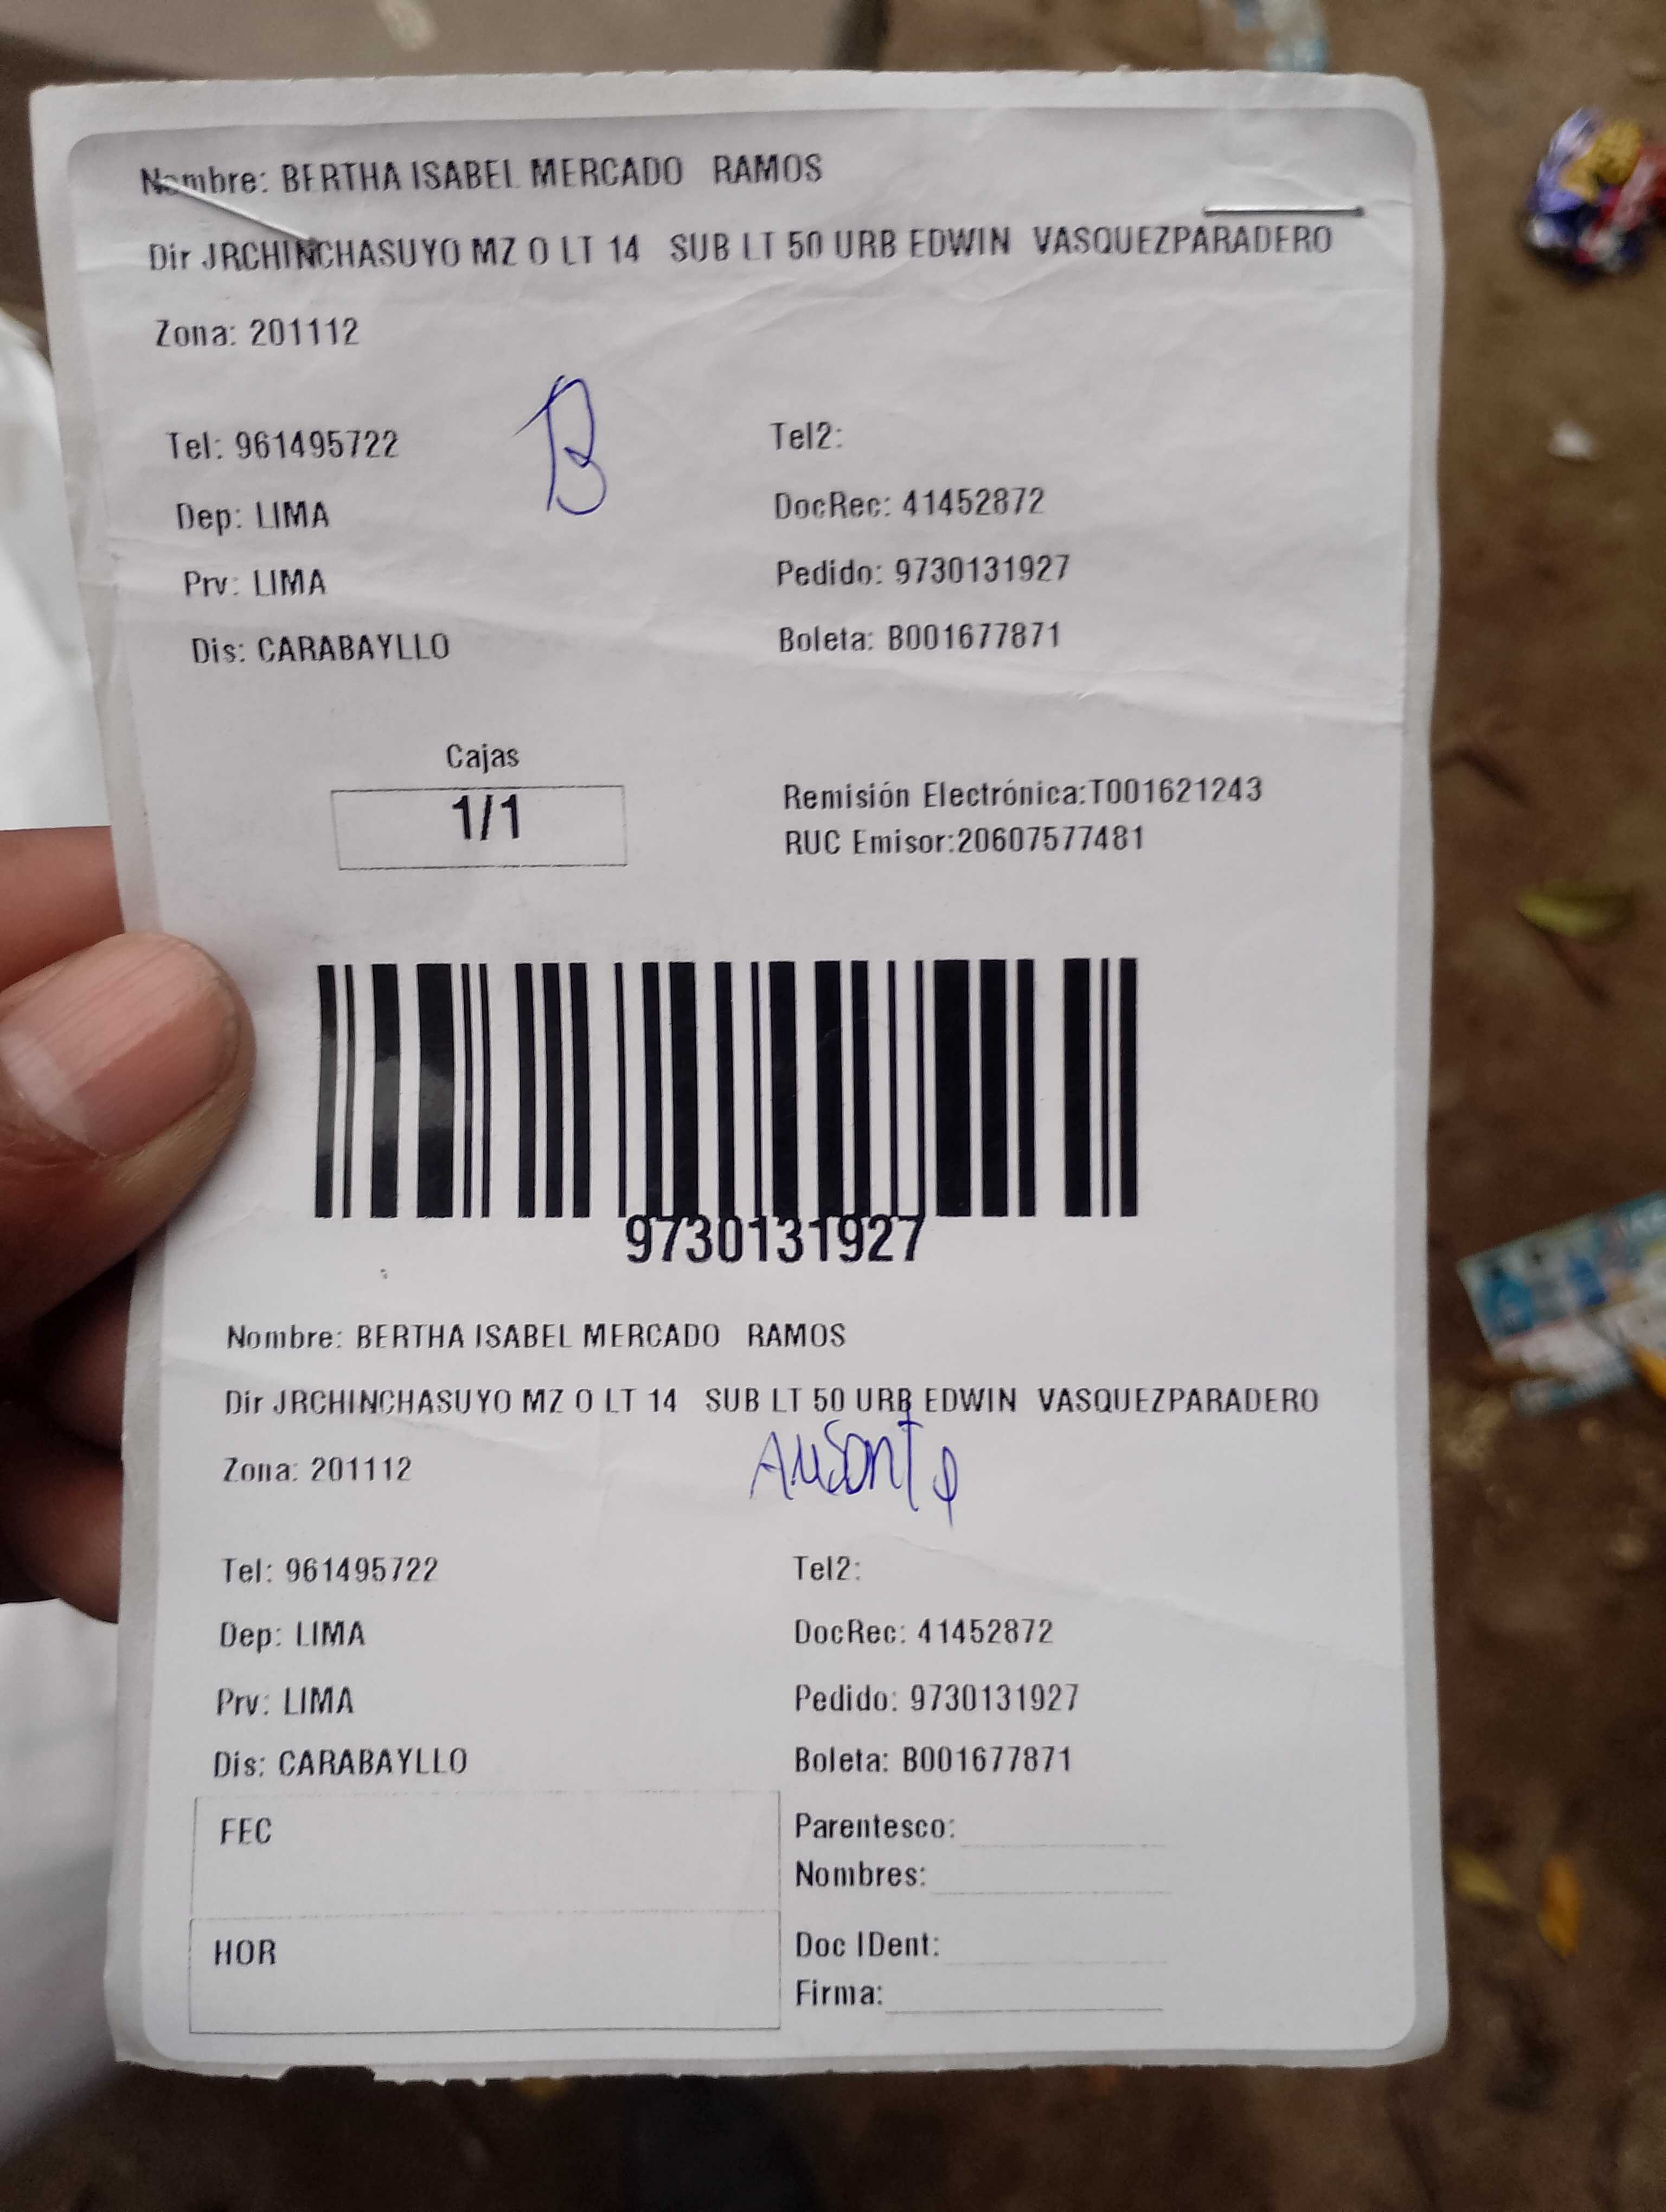 Nombre: BERTHA ISABEL MERCADO RAMOS
Dir JRCHINCHASUYO MZ O LT 14 SUB LT 50 URB EDWIN VASQUEZPARADERO
Zona: 201112
B
Tel: 961495722 Tel2:
Dep: LIMA DocRec: 41452872
Prv: LIMA Pedido: 9730131927
Dis: CARABAYLLO Boleta: B001677871
Cajas
1/1
Remisión Electrónica:T001621243
RUC Emisor:20607577481
9730131927
Nombre: BERTHA ISABEL MERCADO RAMOS
Dir JRCHINCHASUYO MZ O LT 14 SUB LT 50 URB EDWIN VASQUEZPARADERO
Zona: 201112 AUSENTE
Tel: 961495722 Tel2:
Dep: LIMA DocRec: 41452872
Prv: LIMA Pedido: 9730131927
Dis: CARABAYLLO Boleta: B001677871
FEC
Parentesco:
Nombres:
HOR
Doc IDent:
Firma: